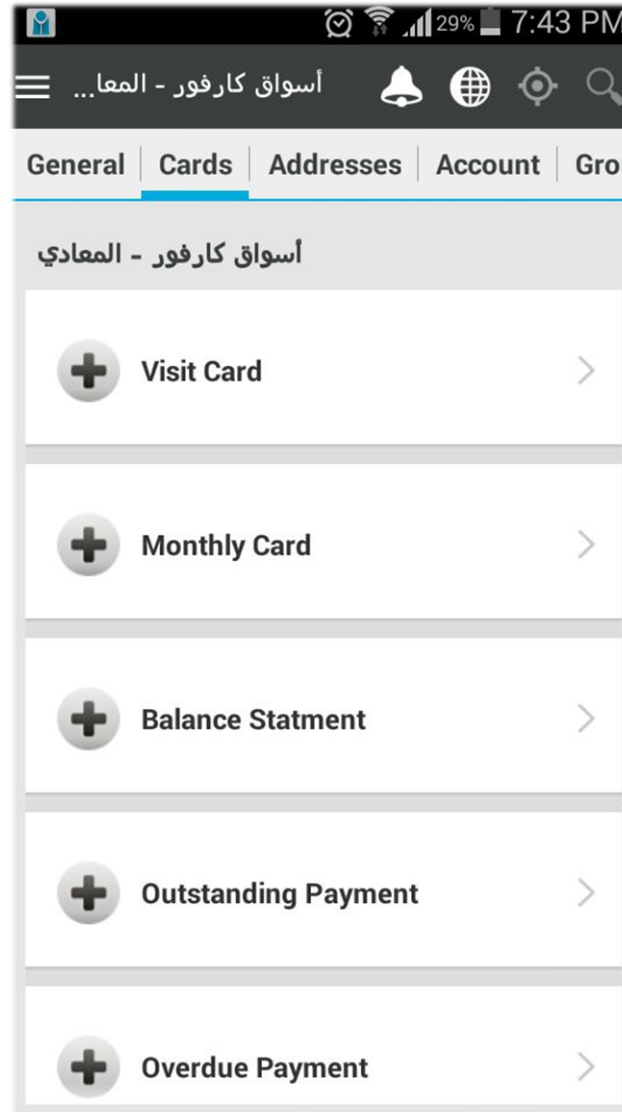 29% 7:43 PM
أسواق كارفور - المعا...
General Cards Addresses Account Gro
أسواق كارفور - المعادي
Visit Card
Monthly Card
Balance Statment
Outstanding Payment
Overdue Payment